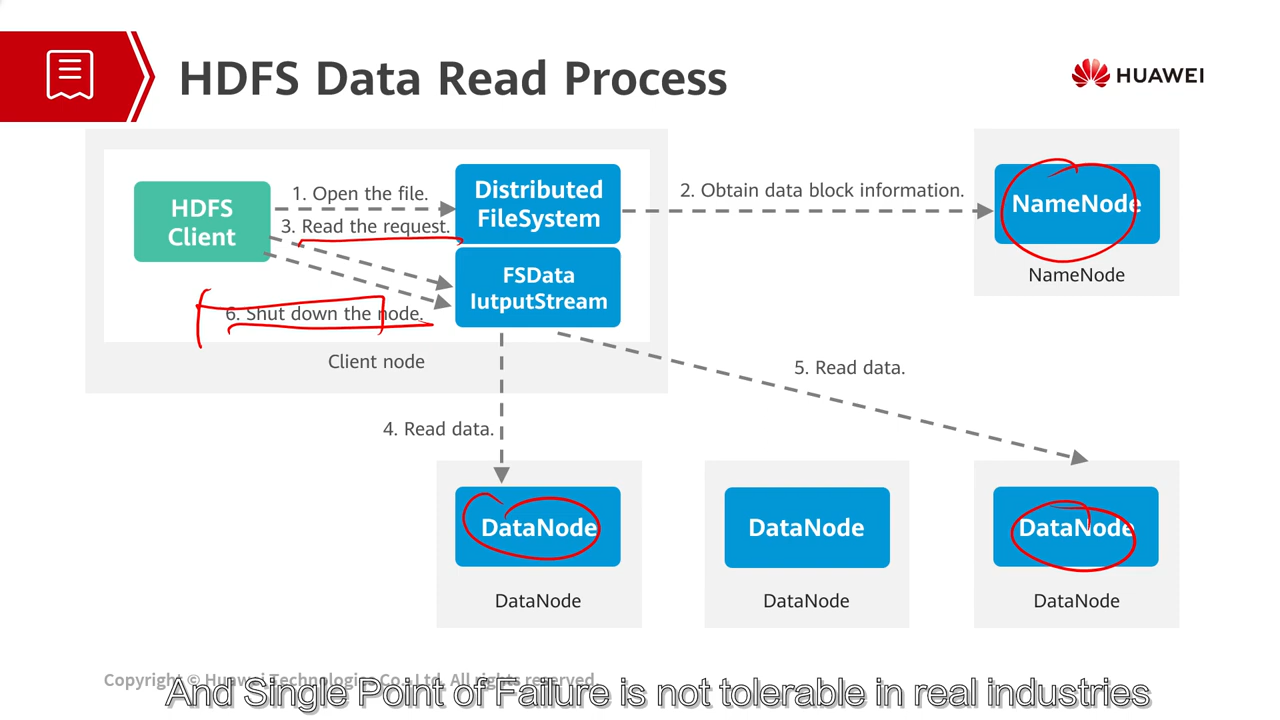 HDFS Data Read Process
HUAWEI
HDFS
Client
1. Open the file.
3. Read the request.
6. Shut down the node.
Distributed
FileSystem
FSData
IutputStream
Client node
2. Obtain data block information.
NameNode
NameNode
4. Read data.
5. Read data.
DataNode
DataNode
DataNode
DataNode
DataNode
DataNode
Copyright © Huawei Technologies Co., Ltd. All rights reserved.
And Single Point of Failure is not tolerable in real industries